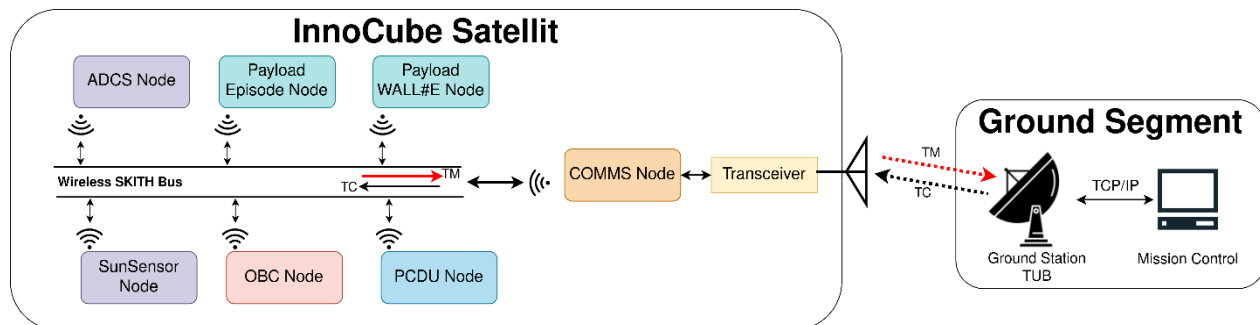 InnoCube Satellit
ADCS Node
Payload
Episode Node
Payload
WALL#E Node
Wireless SKITH Bus
TM
TC
COMMS Node
Transceiver
SunSensor
Node
OBC Node
PCDU Node
Ground Segment
TM
TC
TCP/IP
Ground Station
TUB
Mission Control